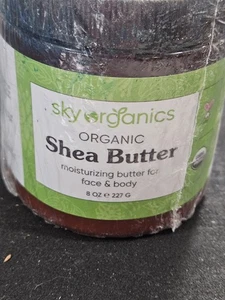 sky organics
ORGANIC
Shea Butter
moisturizing butter for
face & body
8 OZ • 227 G